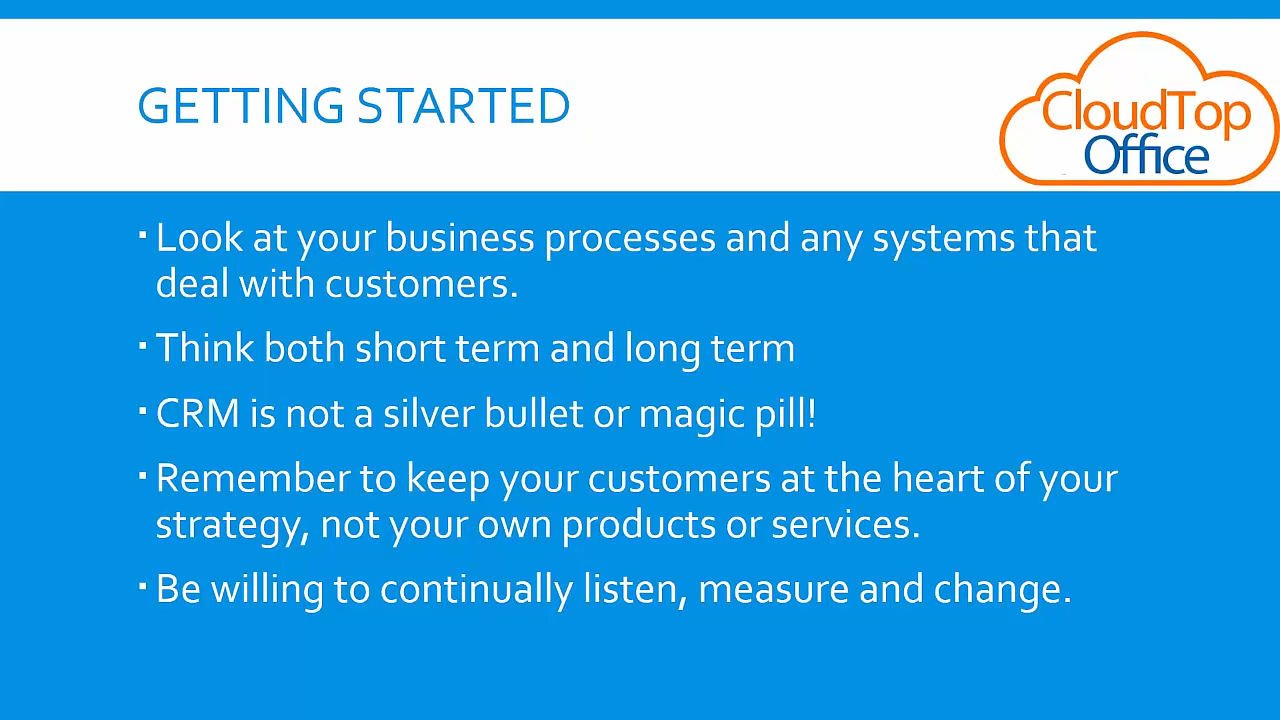 GETTING STARTED
CloudTop
Office
▪ Look at your business processes and any systems that
deal with customers.
▪ Think both short term and long term
▪ CRM is not a silver bullet or magic pill!
▪ Remember to keep your customers at the heart of your
strategy, not your own products or services.
▪ Be willing to continually listen, measure and change.